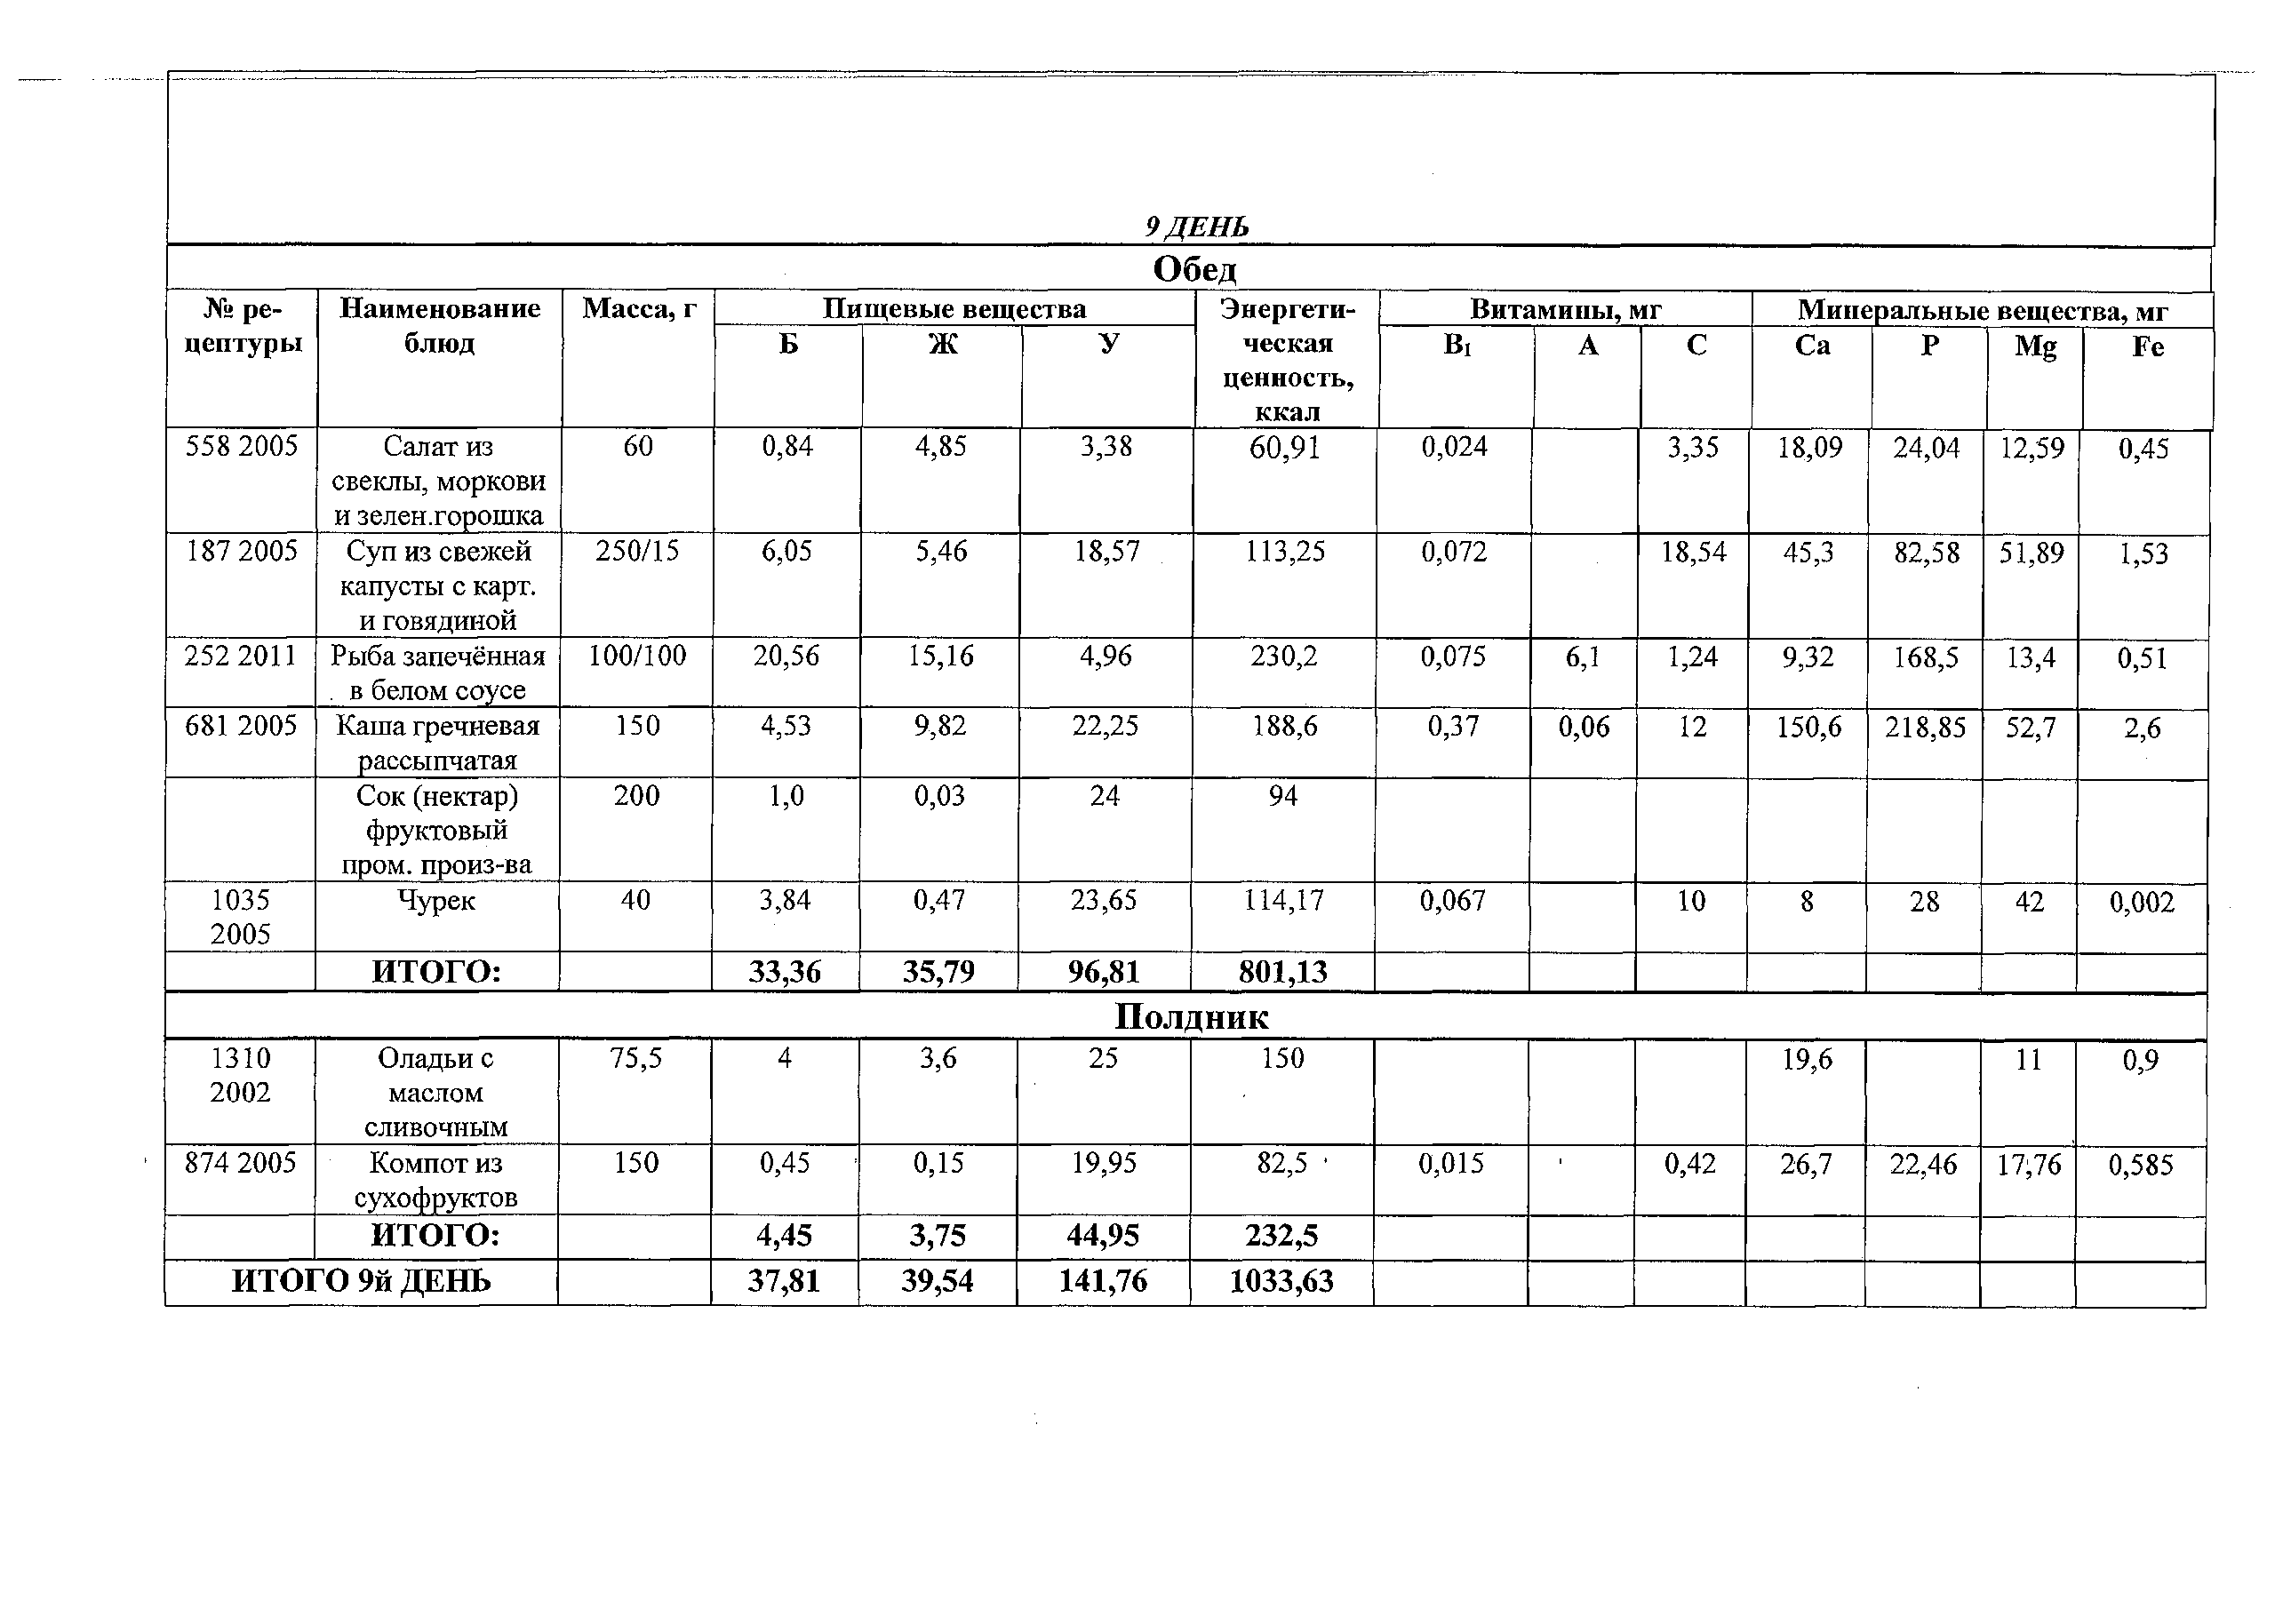 9 ДЕНЬ
Обед
№ ре-
цептуры
Наименование
блюд
Масса, г
Пищевые вещества
Энергети-
ческая
ценность,
ккал
Витамины, мг
Минеральные вещества, мг
Б Ж У B1 А С Ca P Mg Fe
558 2005 Салат из 60 0,84 4,85 3,38 60,91 0,024 3,35 18,09 24,04 12,59 0,45
свеклы, моркови
и зелен.горошка
187 2005 Суп из свежей 250/15 6,05 5,46 18,57 113,25 0,072 18,54 45,3 82,58 51,89 1,53
капусты с карт.
и говядиной
252 2011 Рыба запечённая 100/100 20,56 15,16 4,96 230,2 0,075 6,1 1,24 9,32 168,5 13,4 0,51
в белом соусе
681 2005 Каша гречневая 150 4,53 9,82 22,25 188,6 0,37 0,06 12 150,6 218,85 52,7 2,6
рассыпчатая
Сок (нектар) 200 1,0 0,03 24 94
фруктовый
пром. произ-ва
1035 Чурек 40 3,84 0,47 23,65 114,17 0,067 10 8 28 42 0,002
2005
ИТОГО: 33,36 35,79 96,81 801,13
Полдник
1310 Оладьи с 75,5 4 3,6 25 150 19,6 11 0,9
2002 маслом
сливочным
874 2005 Компот из 150 0,45 0,15 19,95 82,5 0,015 0,42 26,7 22,46 17,76 0,585
сухофруктов
ИТОГО: 4,45 3,75 44,95 232,5
ИТОГО 9й ДЕНЬ 37,81 39,54 141,76 1033,63